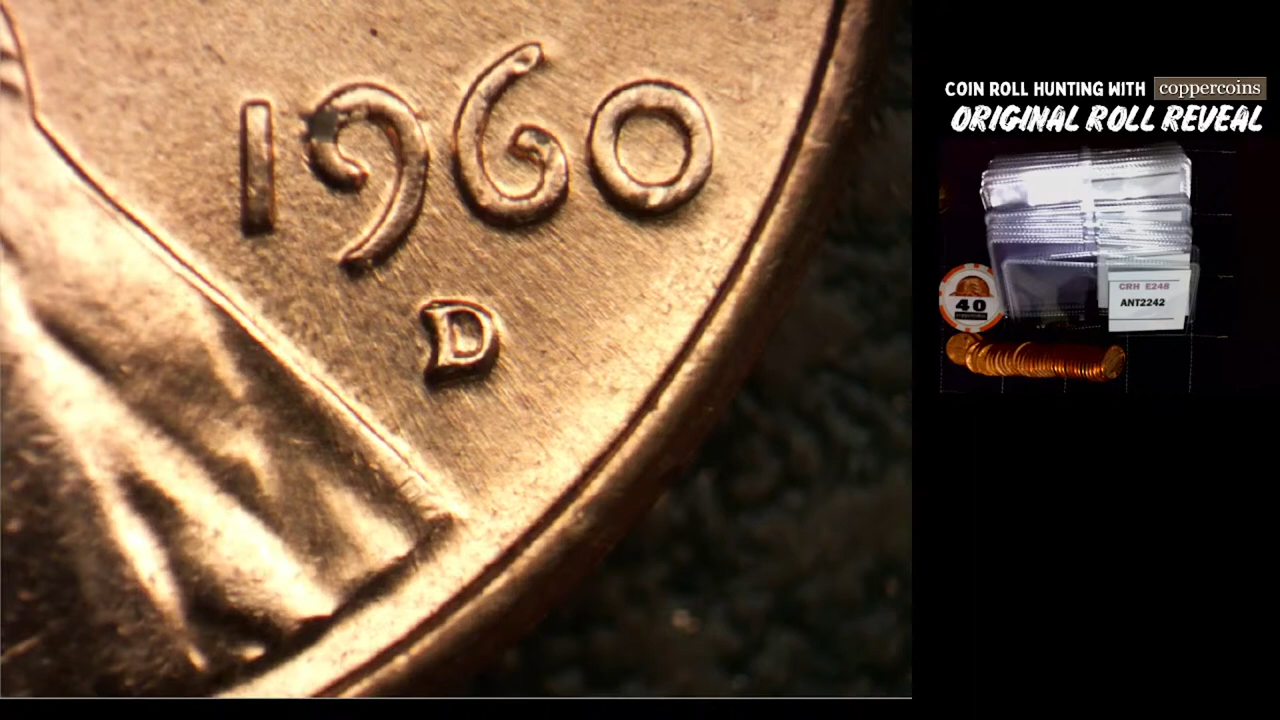 1960
D
COIN ROLL HUNTING WITH coppercoins
ORIGINAL ROLL REVEAL
CRH E248
ANT2242
40